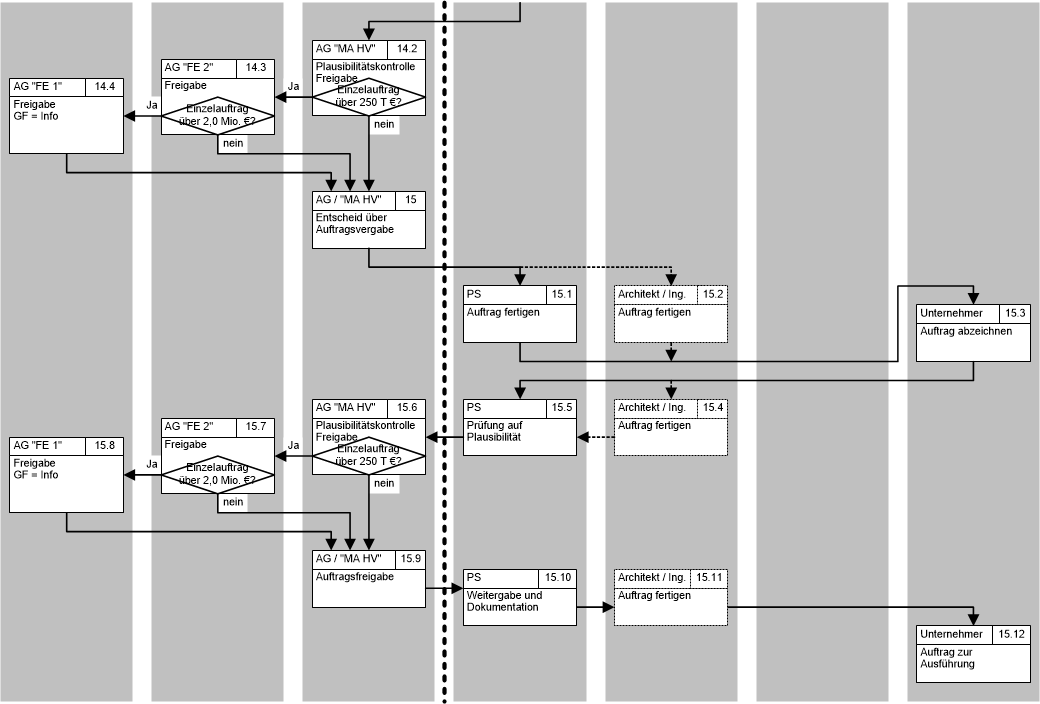 AG "MA HV" 14.2
Plausibilitätskontrolle
Freigabe
Einzelauftrag
über 250 T €?
Ja
nein
AG "FE 2" 14.3
Freigabe
Einzelauftrag
über 2,0 Mio. €?
Ja
nein
AG "FE 1" 14.4
Freigabe
GF = Info
AG / "MA HV" 15
Entscheid über
Auftragsvergabe
PS 15.1
Auftrag fertigen
Architekt / Ing. 15.2
Auftrag fertigen
Unternehmer 15.3
Auftrag abzeichnen
Architekt / Ing. 15.4
Auftrag fertigen
PS 15.5
Prüfung auf
Plausibilität
AG "MA HV" 15.6
Plausibilitätskontrolle
Freigabe
Einzelauftrag
über 250 T €?
Ja
nein
AG "FE 2" 15.7
Freigabe
Einzelauftrag
über 2,0 Mio. €?
Ja
nein
AG "FE 1" 15.8
Freigabe
GF = Info
AG / "MA HV" 15.9
Auftragsfreigabe
PS 15.10
Weitergabe und
Dokumentation
Architekt / Ing. 15.11
Auftrag fertigen
Unternehmer 15.12
Auftrag zur
Ausführung